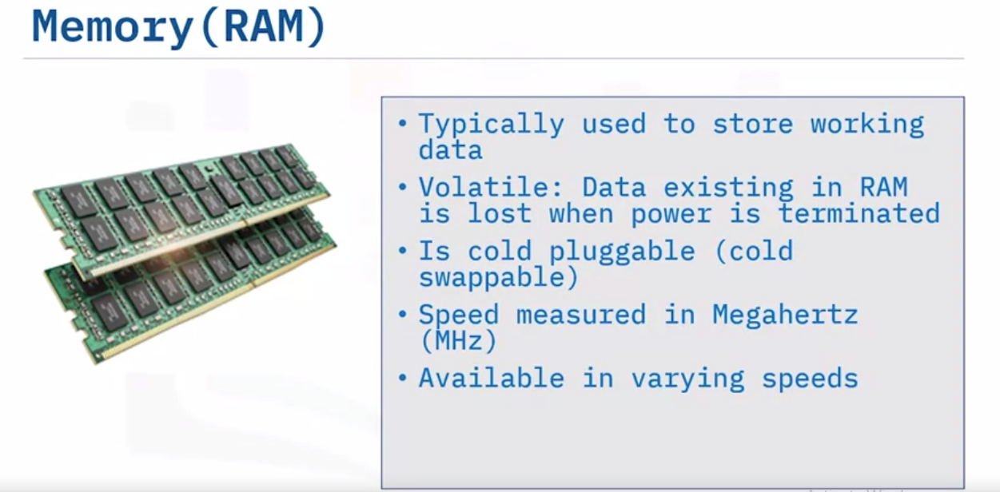 Memory(RAM)
• Typically used to store working
data
• Volatile: Data existing in RAM
is lost when power is terminated
• Is cold pluggable (cold
swappable)
• Speed measured in Megahertz
(MHz)
• Available in varying speeds